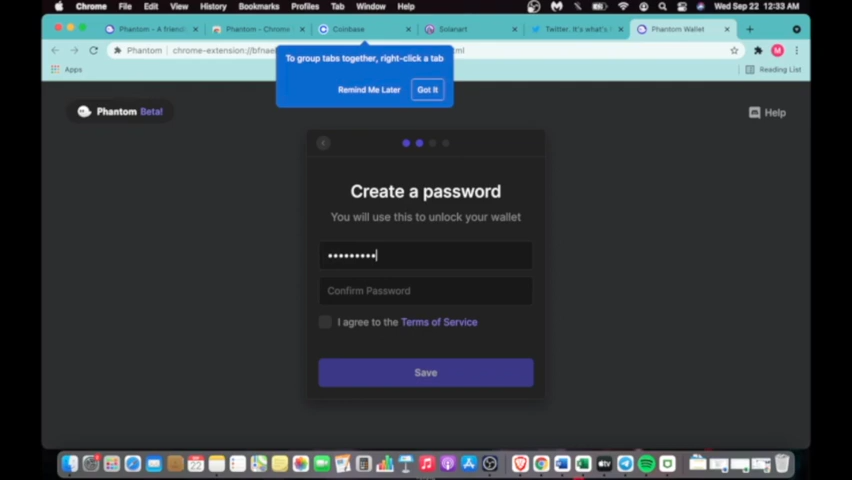 Chrome File Edit View History Bookmarks Profiles Tab Window Help
Wed Sep 22 12:33 AM
Phantom - A friend
Phantom - Chrome
Coinbase
Solanart
Twitter. It's what's
Phantom Wallet
Phantom
Apps
Reading List
To group tabs together, right-click a tab
Remind Me Later
Got It
Phantom Beta!
Help
Create a password
You will use this to unlock your wallet
•••••••••
Confirm Password
I agree to the Terms of Service
Save